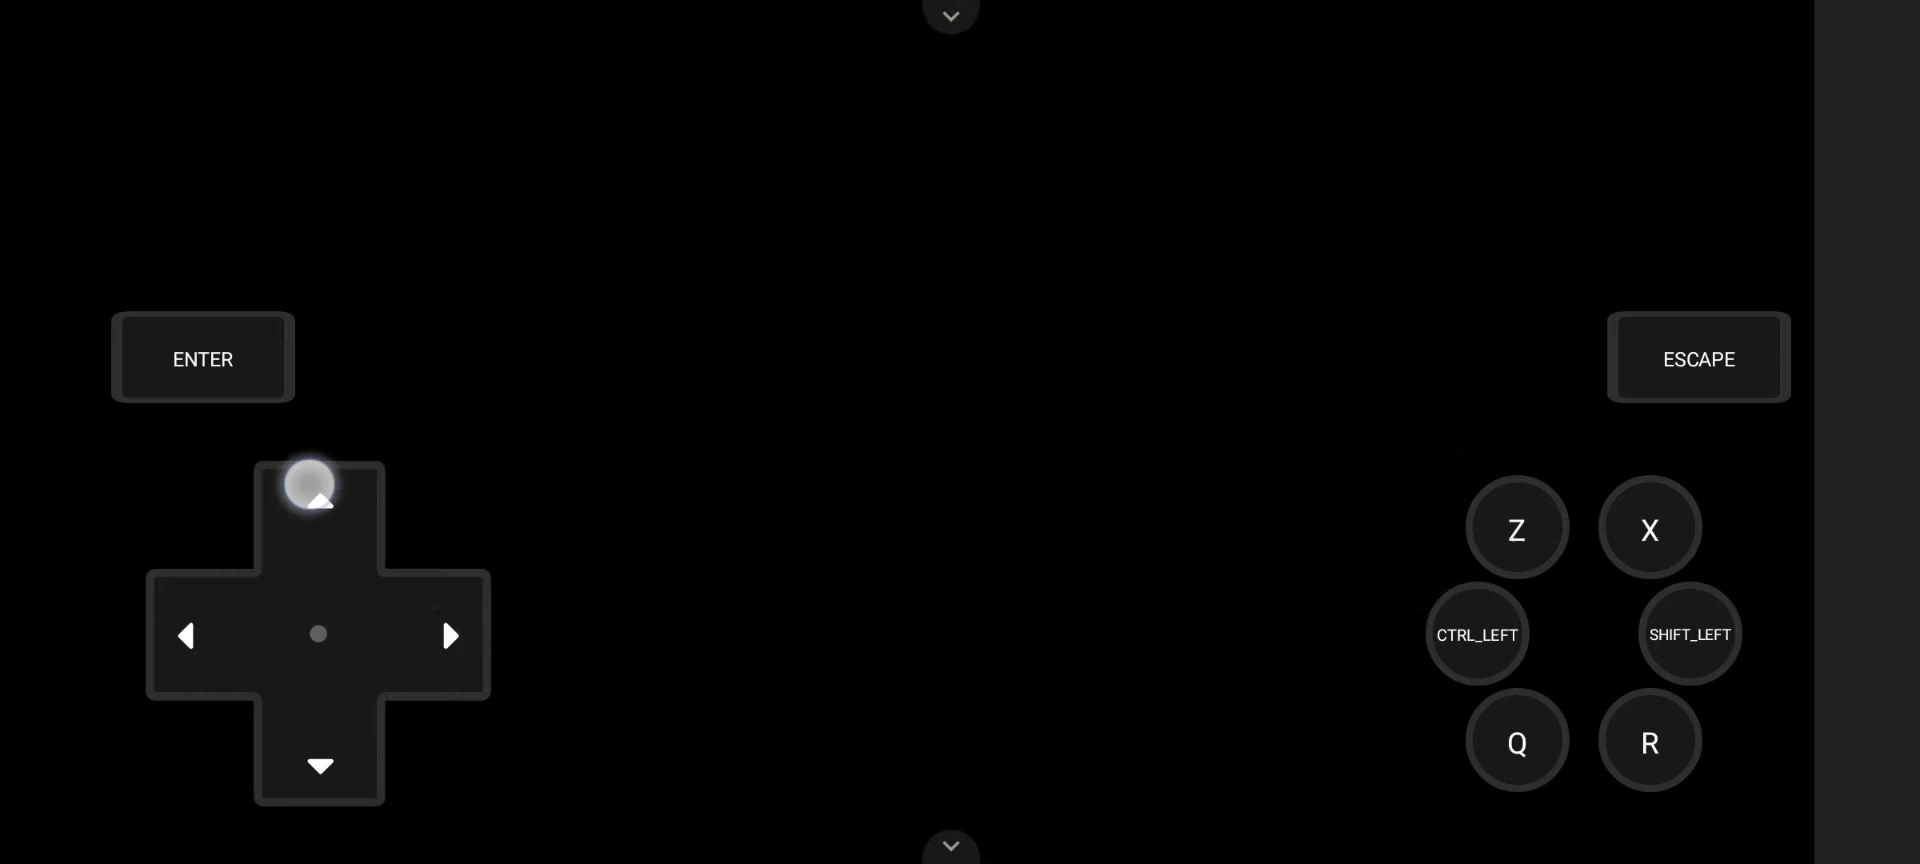 ENTER
ESCAPE
Z
X
CTRL_LEFT
SHIFT_LEFT
Q
R